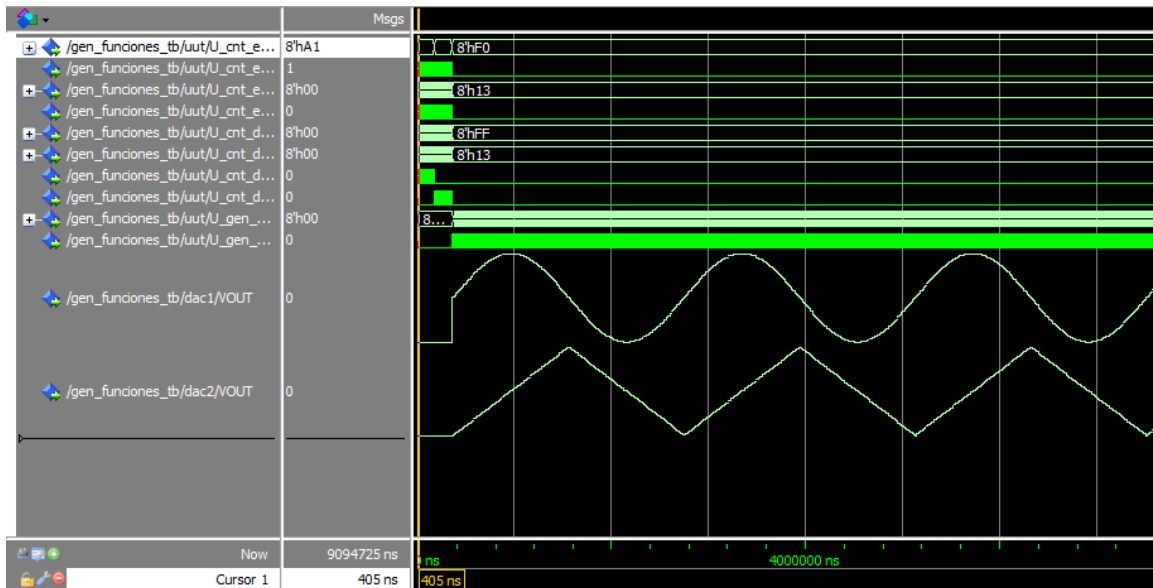 Msgs
/gen_funciones_tb/uut/U_cnt_e... 8'hA1 8'hF0
/gen_funciones_tb/uut/U_cnt_e... 1
/gen_funciones_tb/uut/U_cnt_e... 8'h00 8'h13
/gen_funciones_tb/uut/U_cnt_e... 0
/gen_funciones_tb/uut/U_cnt_d... 8'h00 8'hFF
/gen_funciones_tb/uut/U_cnt_d... 8'h00 8'h13
/gen_funciones_tb/uut/U_cnt_d... 0
/gen_funciones_tb/uut/U_cnt_d... 0
/gen_funciones_tb/uut/U_gen_... 8'h00 8...
/gen_funciones_tb/uut/U_gen_... 0
/gen_funciones_tb/dac1/VOUT 0
/gen_funciones_tb/dac2/VOUT 0
Now 9094725 ns ns 4000000 ns
Cursor 1 405 ns 405 ns